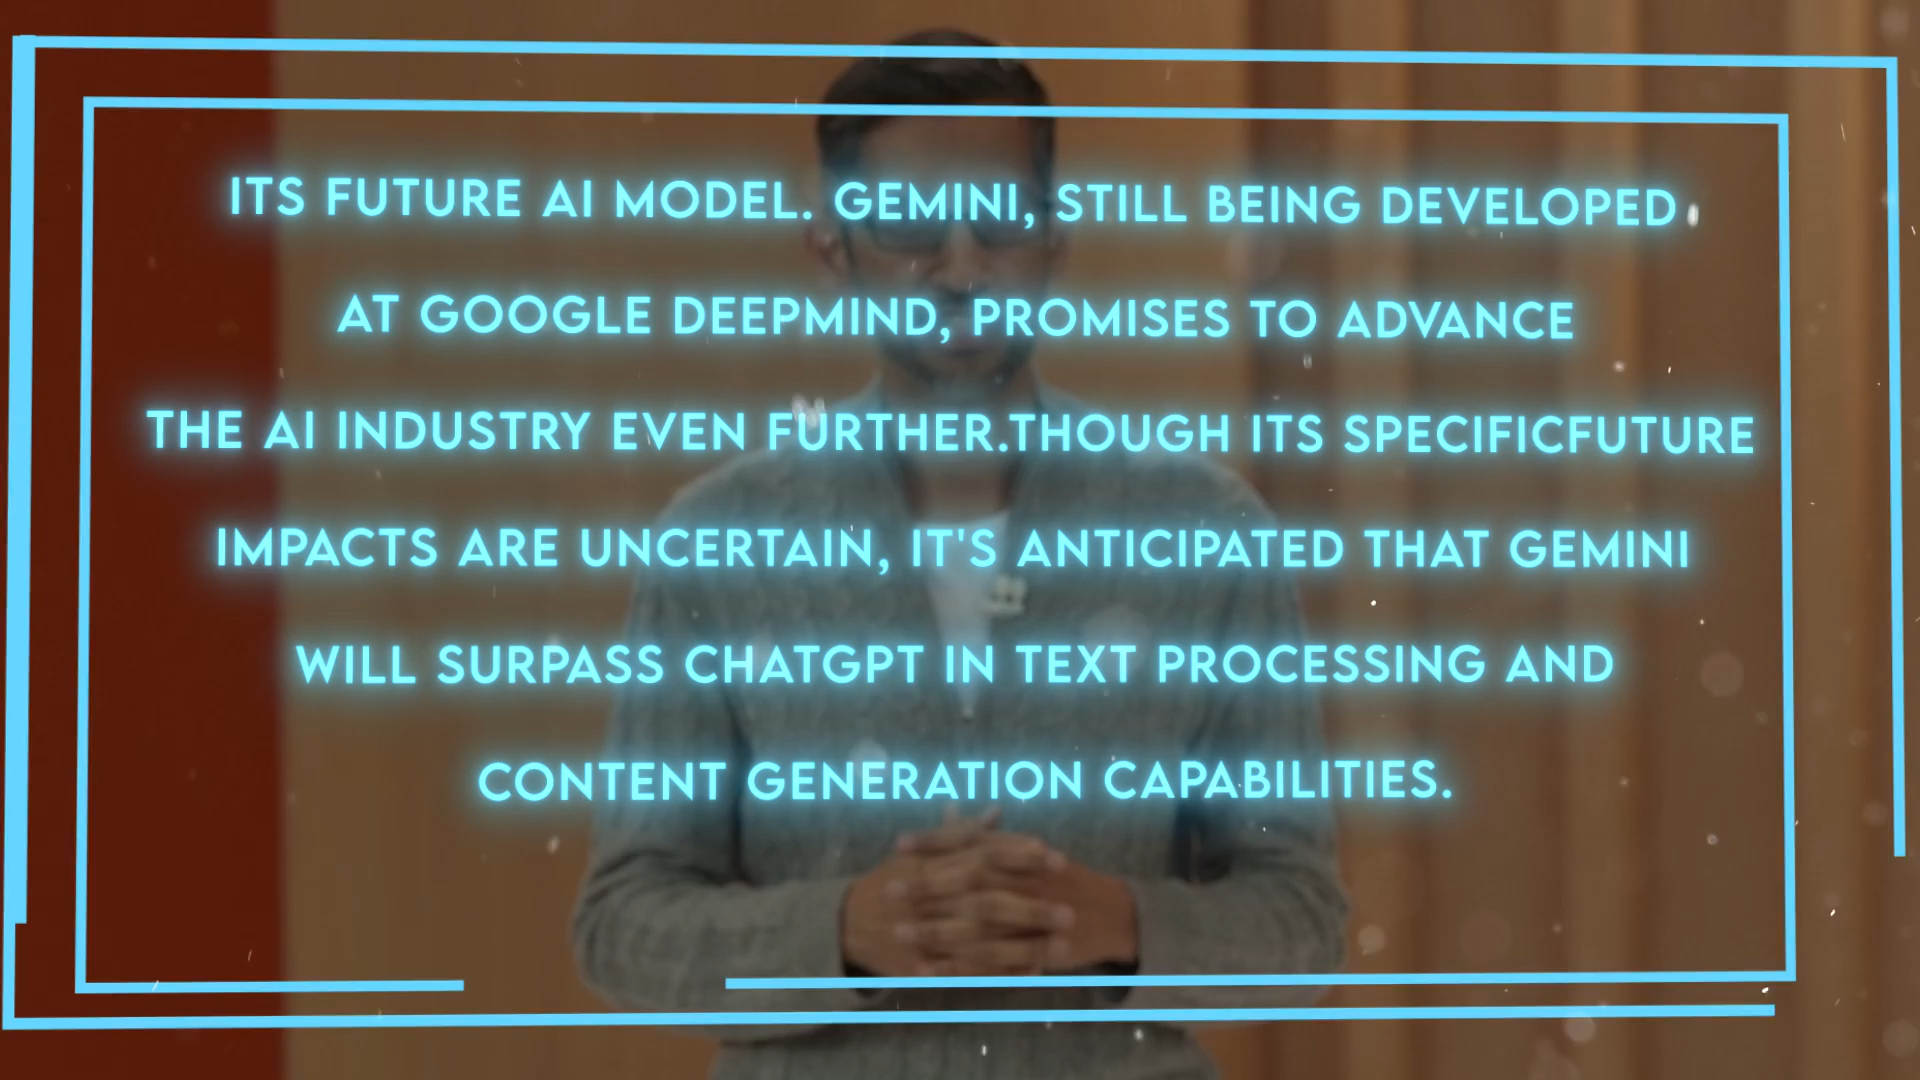 ITS FUTURE AI MODEL. GEMINI, STILL BEING DEVELOPED
AT GOOGLE DEEPMIND, PROMISES TO ADVANCE
THE AI INDUSTRY EVEN FURTHER.THOUGH ITS SPECIFICFUTURE
IMPACTS ARE UNCERTAIN, IT'S ANTICIPATED THAT GEMINI
WILL SURPASS CHATGPT IN TEXT PROCESSING AND
CONTENT GENERATION CAPABILITIES.